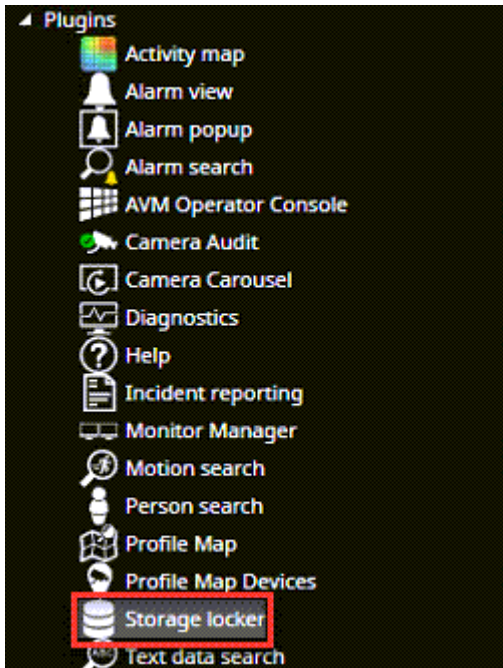 Plugins
Activity map
Alarm view
Alarm popup
Alarm search
AVM Operator Console
Camera Audit
Camera Carousel
Diagnostics
Help
Incident reporting
Monitor Manager
Motion search
Person search
Profile Map
Profile Map Devices
Storage locker
Text data search